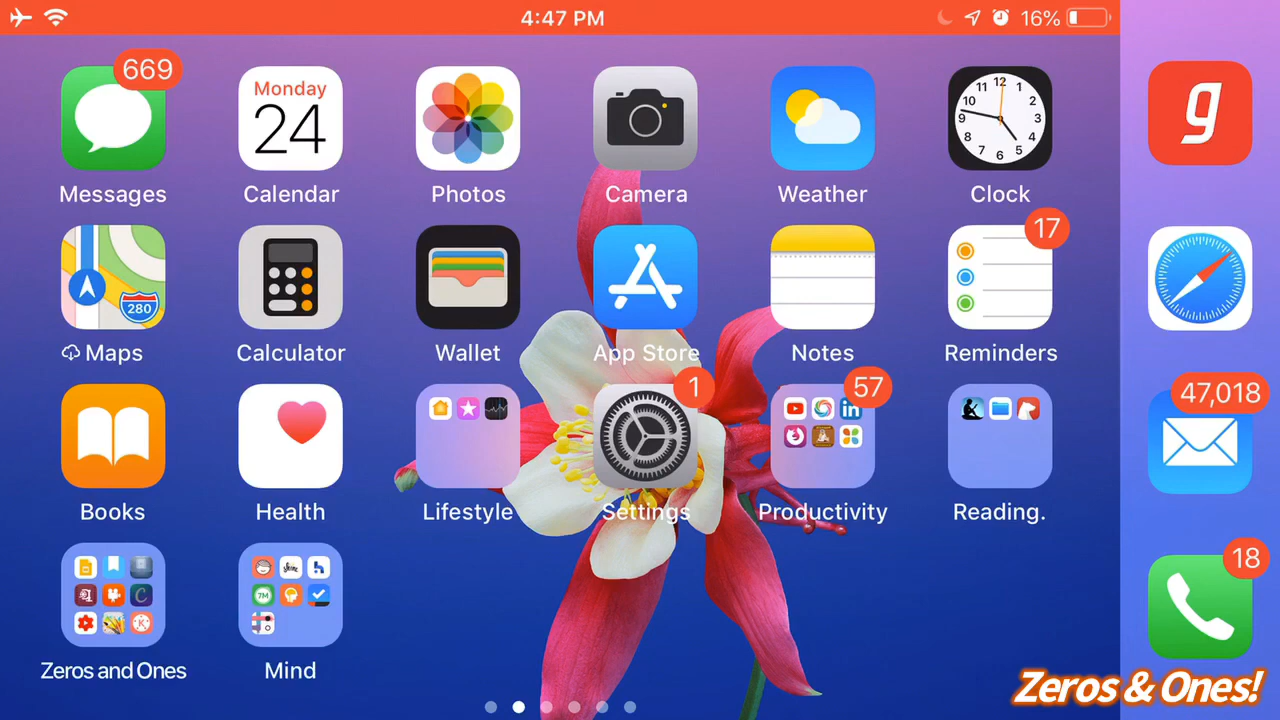 4:47 PM 16%
669
Monday
24
Messages Calendar Photos Camera Weather Clock
17
280
Maps Calculator Wallet App Store Notes Reminders
1 57 47,018
in
Books Health Lifestyle Settings Productivity Reading.
18
7M
Zeros and Ones Mind
g
Zeros & Ones!